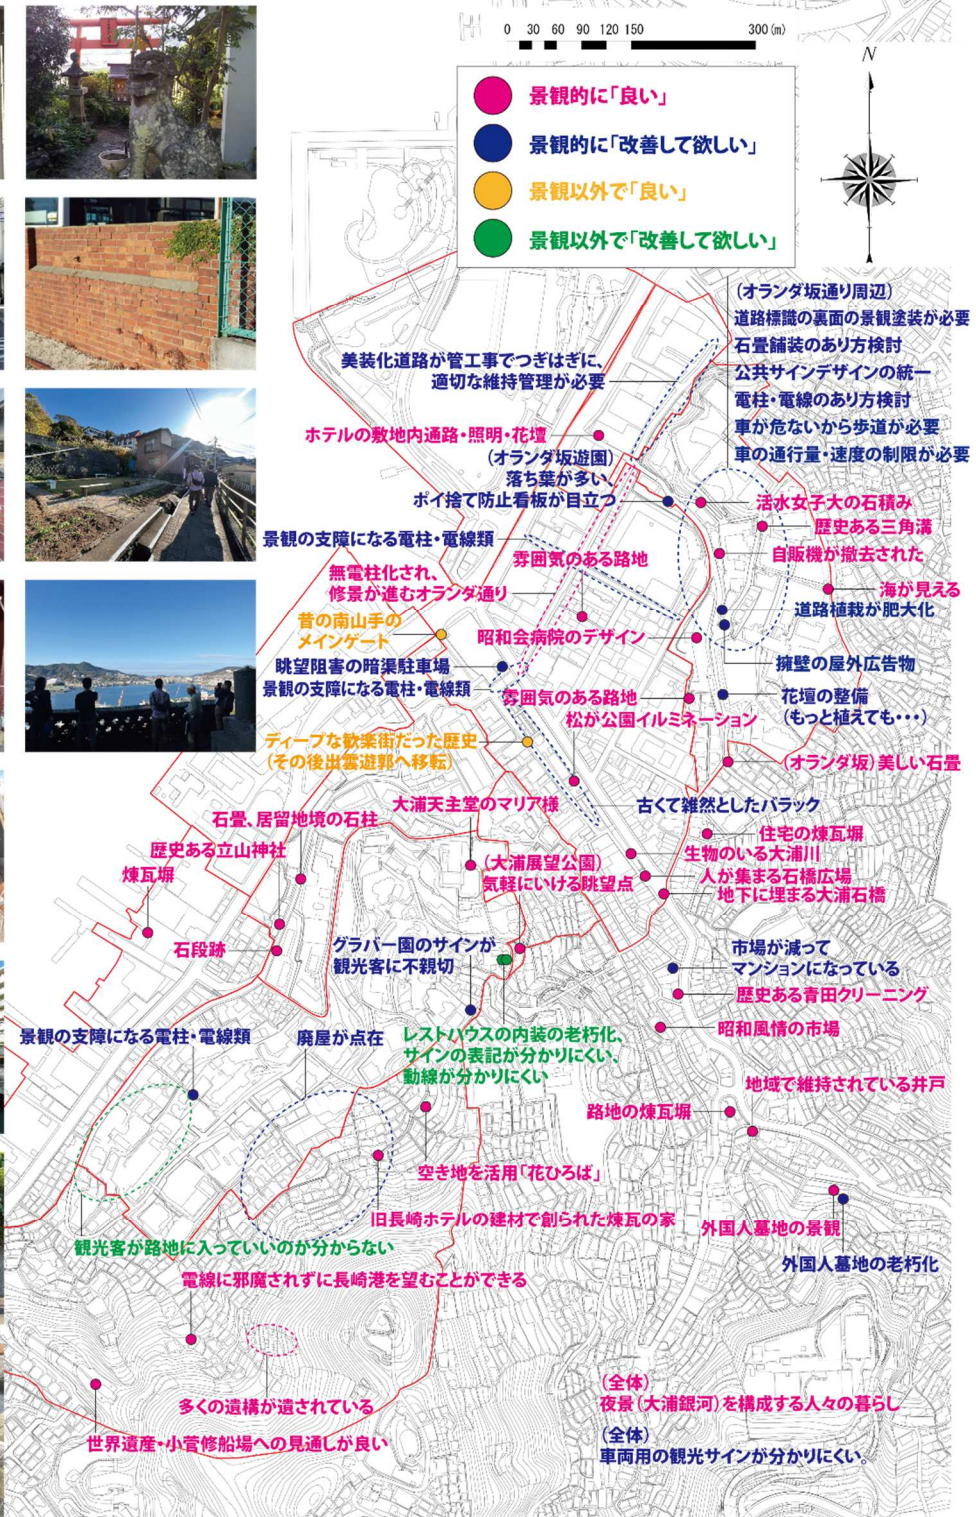 0 30 60 90 120 150 300(m)
N
景観的に「良い」
景観的に「改善して欲しい」
景観以外で「良い」
景観以外で「改善して欲しい」
(オランダ坂通り周辺)
道路標識の裏面の景観塗装が必要
石畳舗装のあり方検討
公共サインデザインの統一
電柱・電線のあり方検討
車が危ないから歩道が必要
車の通行量・速度の制限が必要
美装化道路が管工事でつぎはぎに、
適切な維持管理が必要
ホテルの敷地内通路・照明・花壇
(オランダ坂遊園)
落ち葉が多い、
ポイ捨て防止看板が目立つ
活水女子大の石積み
歴史ある三角溝
自販機が撤去された
景観の支障になる電柱・電線類
雰囲気のある路地
無電柱化され、
修景が進むオランダ通り
海が見える
道路植栽が肥大化
昔の南山手の
メインゲート
昭和会病院のデザイン
眺望阻害の暗渠駐車場
擁壁の屋外広告物
景観の支障になる電柱・電線類
雰囲気のある路地
花壇の整備
(もっと植えても・・・)
松が公園イルミネーション
ディープな歓楽街だった歴史
(その後出雲遊郭へ移転)
(オランダ坂)美しい石畳
大浦天主堂のマリア様
古くて雑然としたバラック
石畳、居留地境の石柱
住宅の煉瓦塀
歴史ある立山神社
生物のいる大浦川
(大浦展望公園)
気軽にいける眺望点
煉瓦塀
人が集まる石橋広場
地下に埋まる大浦石橋
石段跡
グラバー園のサインが
観光客に不親切
市場が減って
マンションになっている
歴史ある青田クリーニング
景観の支障になる電柱・電線類
廃屋が点在
レストハウスの内装の老朽化、
サインの表記が分かりにくい、
動線が分かりにくい
昭和風情の市場
地域で維持されている井戸
路地の煉瓦塀
空き地を活用「花ひろば」
旧長崎ホテルの建材で創られた煉瓦の家
外国人墓地の景観
観光客が路地に入っていいのか分からない
外国人墓地の老朽化
電線に邪魔されずに長崎港を望むことができる
多くの遺構が遺されている
世界遺産・小菅修船場への見通しが良い
(全体)
夜景(大浦銀河)を構成する人々の暮らし
(全体)
車両用の観光サインが分かりにくい。